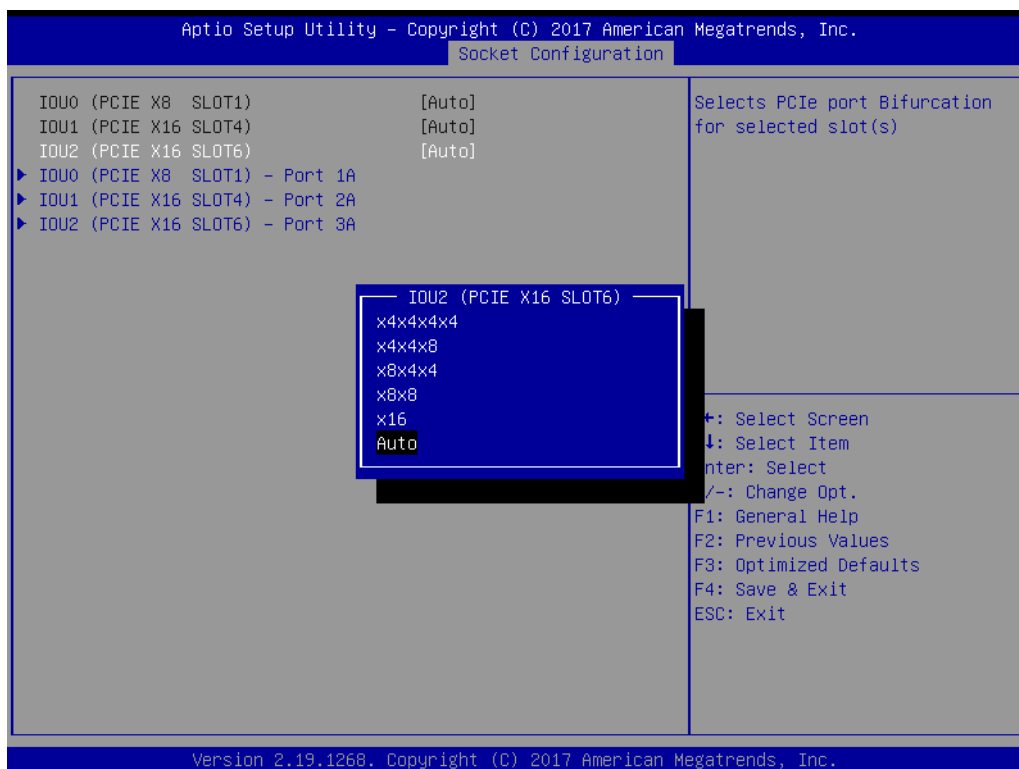 Aptio Setup Utility – Copyright (C) 2017 American Megatrends, Inc.
Socket Configuration
IOU0 (PCIE X8 SLOT1) [Auto]
IOU1 (PCIE X16 SLOT4) [Auto]
IOU2 (PCIE X16 SLOT6) [Auto]
IOU0 (PCIE X8 SLOT1) – Port 1A
IOU1 (PCIE X16 SLOT4) – Port 2A
IOU2 (PCIE X16 SLOT6) – Port 3A
Selects PCIe port Bifurcation
for selected slot(s)
IOU2 (PCIE X16 SLOT6)
x4x4x4x4
x4x4x8
x8x4x4
x8x8
x16
Auto
: Select Screen
: Select Item
nter: Select
/-: Change Opt.
F1: General Help
F2: Previous Values
F3: Optimized Defaults
F4: Save & Exit
ESC: Exit
Version 2.19.1268. Copyright (C) 2017 American Megatrends, Inc.